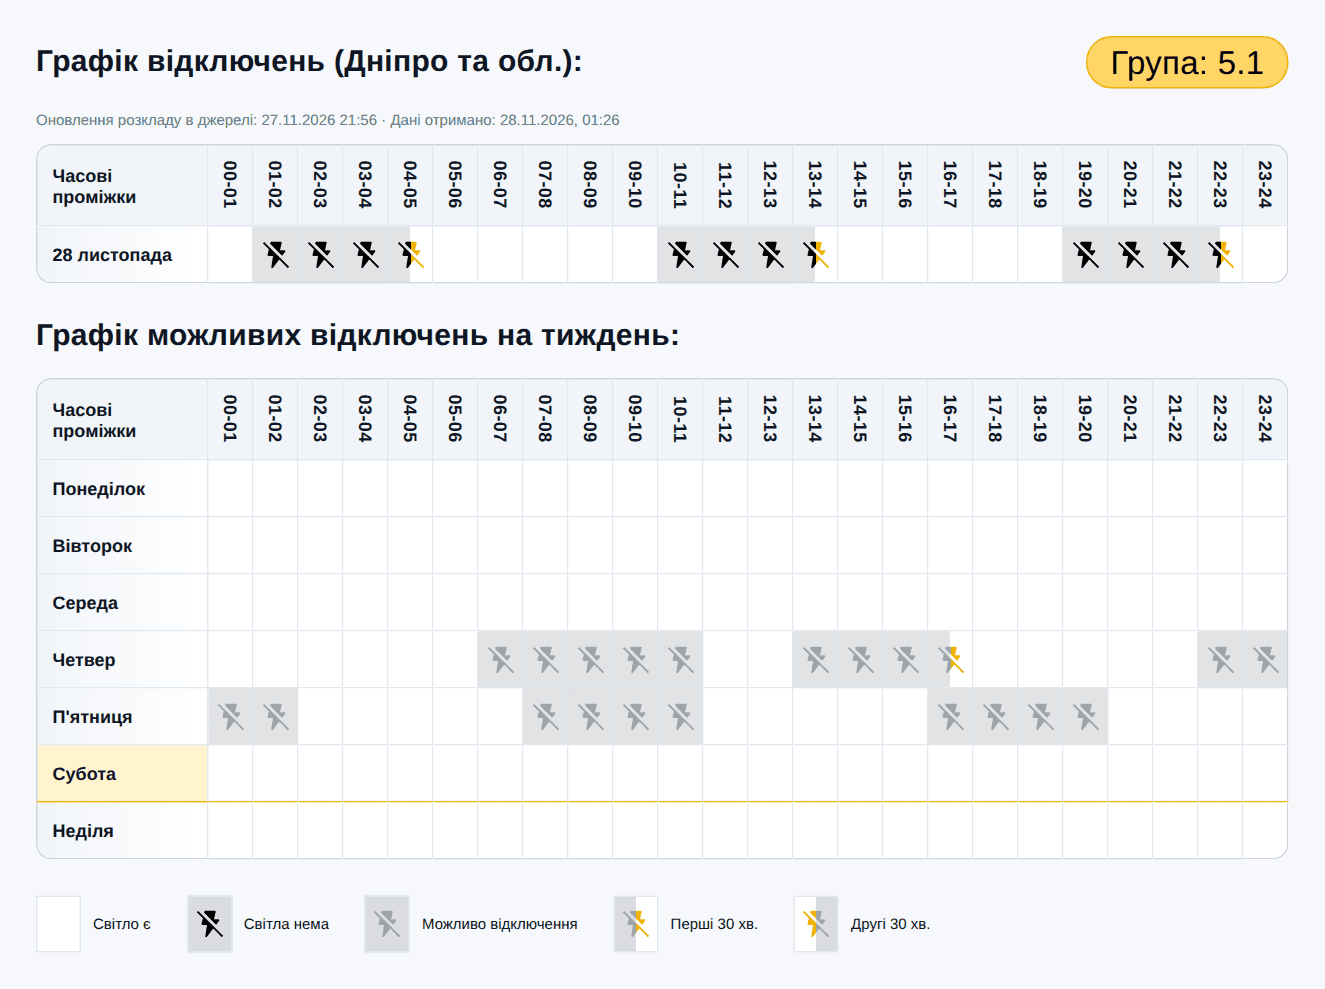 Графік відключень (Дніпро та обл.):
Група: 5.1
Оновлення розкладу в джерелі: 27.11.2026 21:56 · Дані отримано: 28.11.2026, 01:26
Часові проміжки 00-01 01-02 02-03 03-04 04-05 05-06 06-07 07-08 08-09 09-10 10-11 11-12 12-13 13-14 14-15 15-16 16-17 17-18 18-19 19-20 20-21 21-22 22-23 23-24
28 листопада
Графік можливих відключень на тиждень:
Часові проміжки 00-01 01-02 02-03 03-04 04-05 05-06 06-07 07-08 08-09 09-10 10-11 11-12 12-13 13-14 14-15 15-16 16-17 17-18 18-19 19-20 20-21 21-22 22-23 23-24
Понеділок
Вівторок
Середа
Четвер
П'ятниця
Субота
Неділя
Світло є Світла нема Можливо відключення Перші 30 хв. Другі 30 хв.